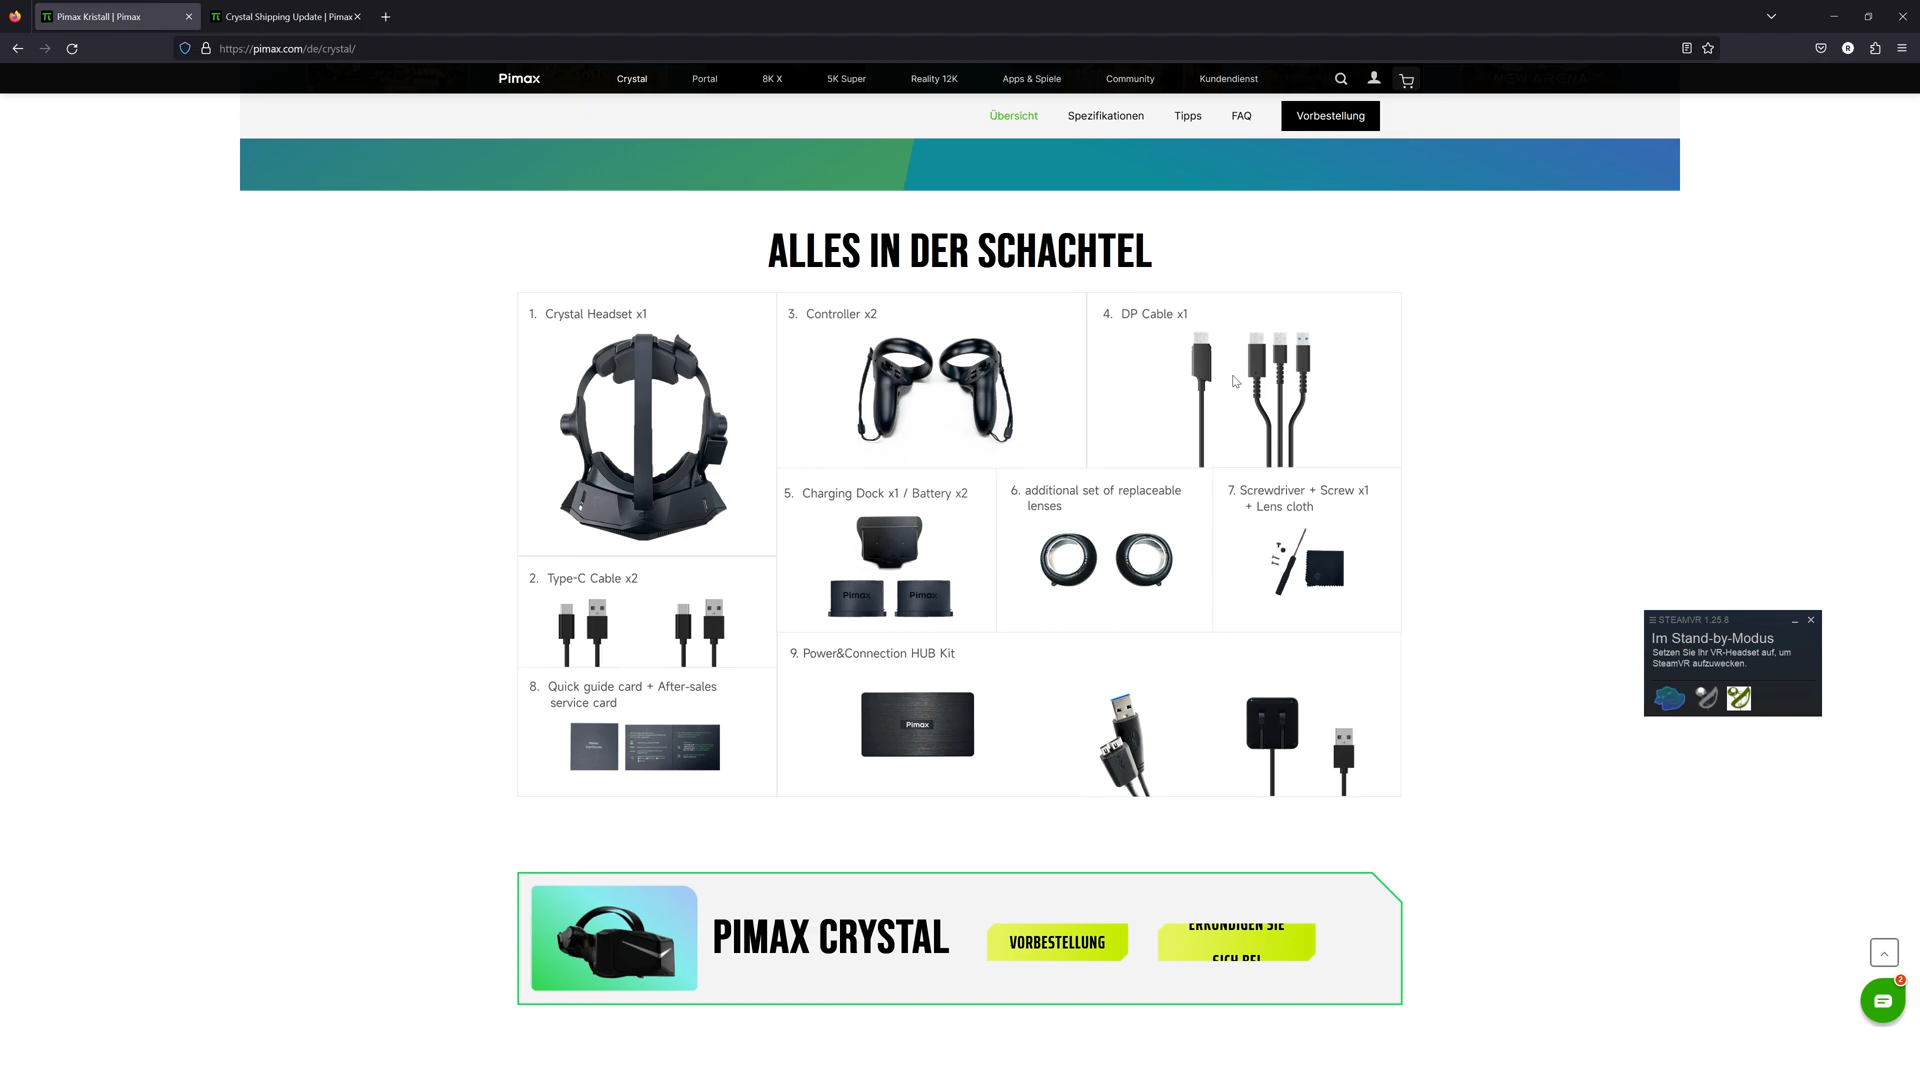 Pimax Kristall | Pimax
Crystal Shipping Update | Pimax
https://pimax.com/de/crystal/
Pimax
Crystal
Portal
8K X
5K Super
Reality 12K
Apps & Spiele
Community
Kundendienst
Übersicht
Spezifikationen
Tipps
FAQ
Vorbestellung
ALLES IN DER SCHACHTEL
1. Crystal Headset x1
3. Controller x2
4. DP Cable x1
5. Charging Dock x1 / Battery x2
Pimax
Pimax
6. additional set of replaceable
lenses
7. Screwdriver + Screw x1
+ Lens cloth
2. Type-C Cable x2
8. Quick guide card + After-sales
service card
9. Power&Connection HUB Kit
Pimax
STEAMVR 1.25.8
Im Stand-by-Modus
Setzen Sie Ihr VR-Headset auf, um
SteamVR aufzuwecken.
PIMAX CRYSTAL
VORBESTELLUNG
ERKUNDIGEN SIE
SICH BEI
2